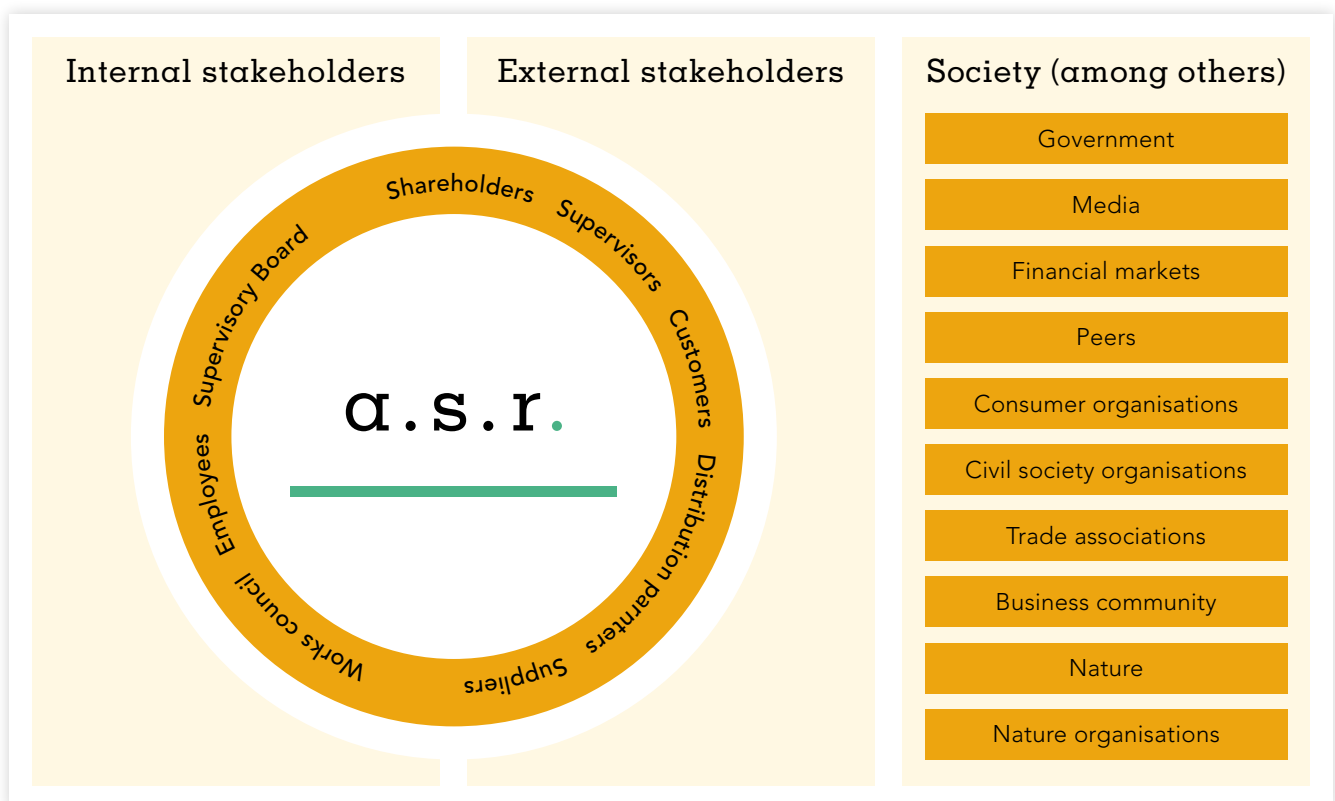 Internal stakeholders
External stakeholders
Society (among others)
Shareholders
Supervisors
Customers
Distribution parnters
Suppliers
Works council
Employees
Supervisory Board
a.s.r.
Government
Media
Financial markets
Peers
Consumer organisations
Civil society organisations
Trade associations
Business community
Nature
Nature organisations